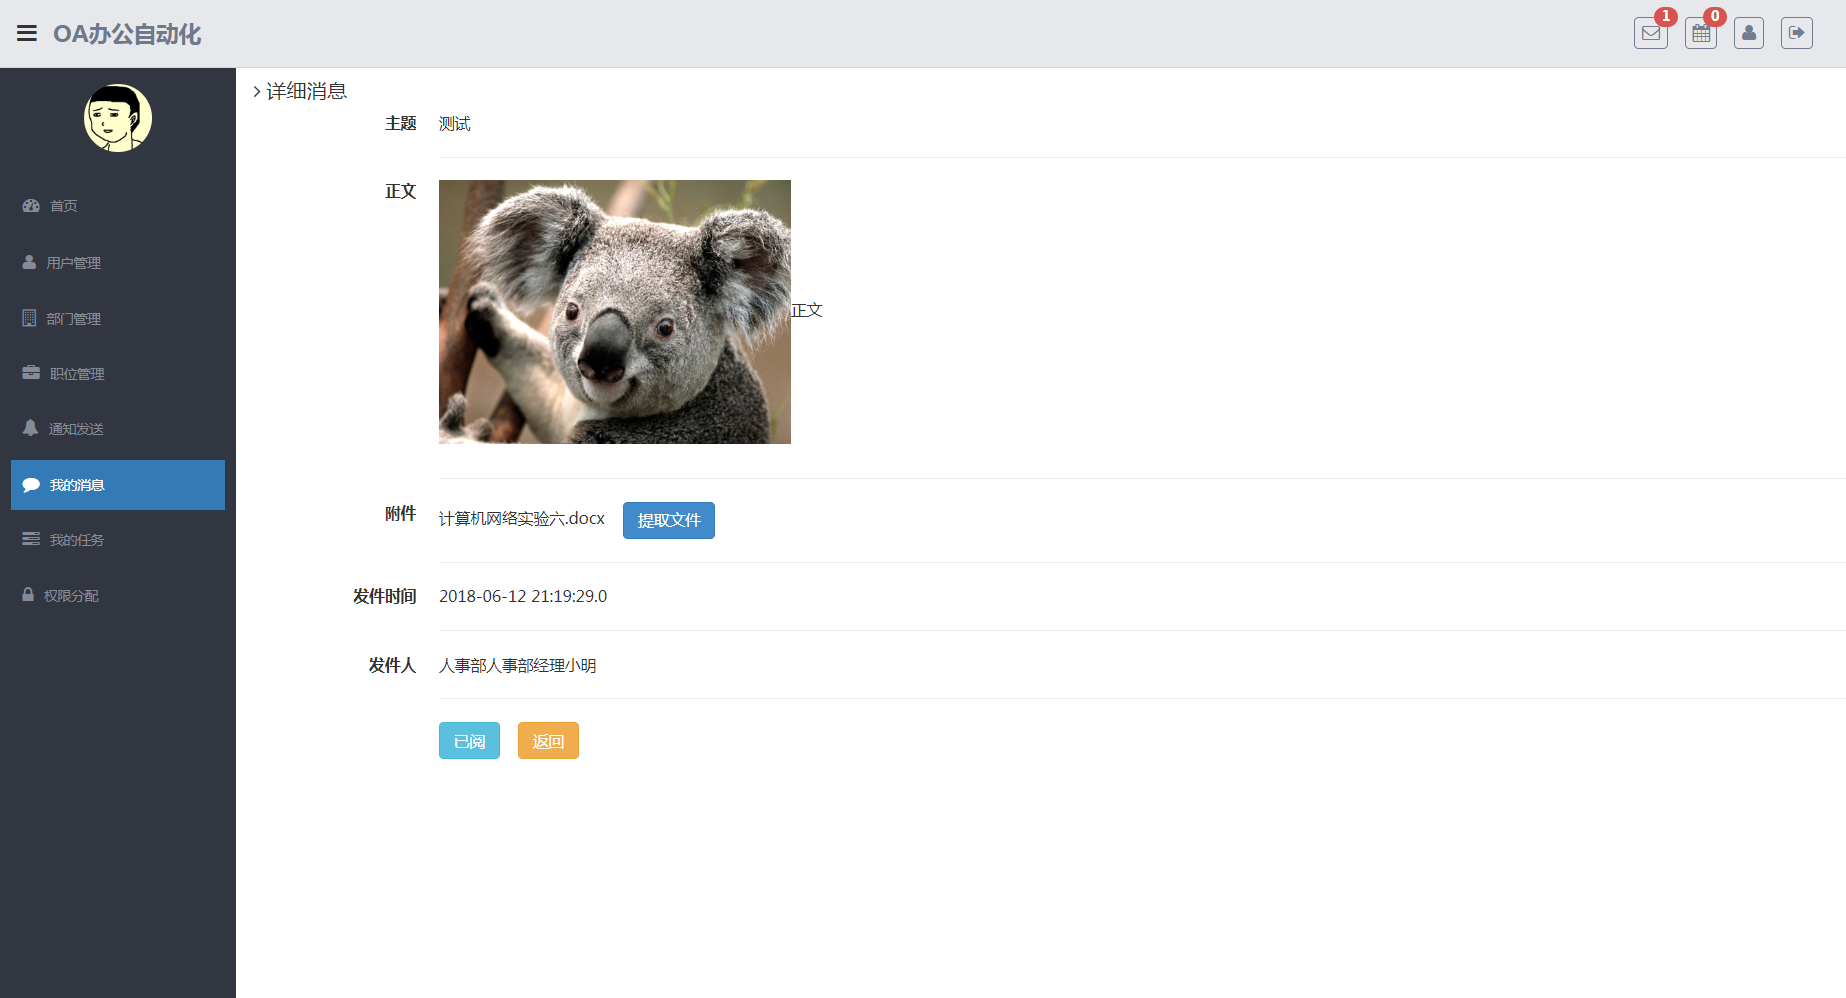 OA办公自动化
1
0
首页
用户管理
部门管理
职位管理
通知发送
我的消息
我的任务
权限分配
详细消息
主题 测试
正文 正文
附件 计算机网络实验六.docx 提取文件
发件时间 2018-06-12 21:19:29.0
发件人 人事部人事部经理小明
已阅 返回